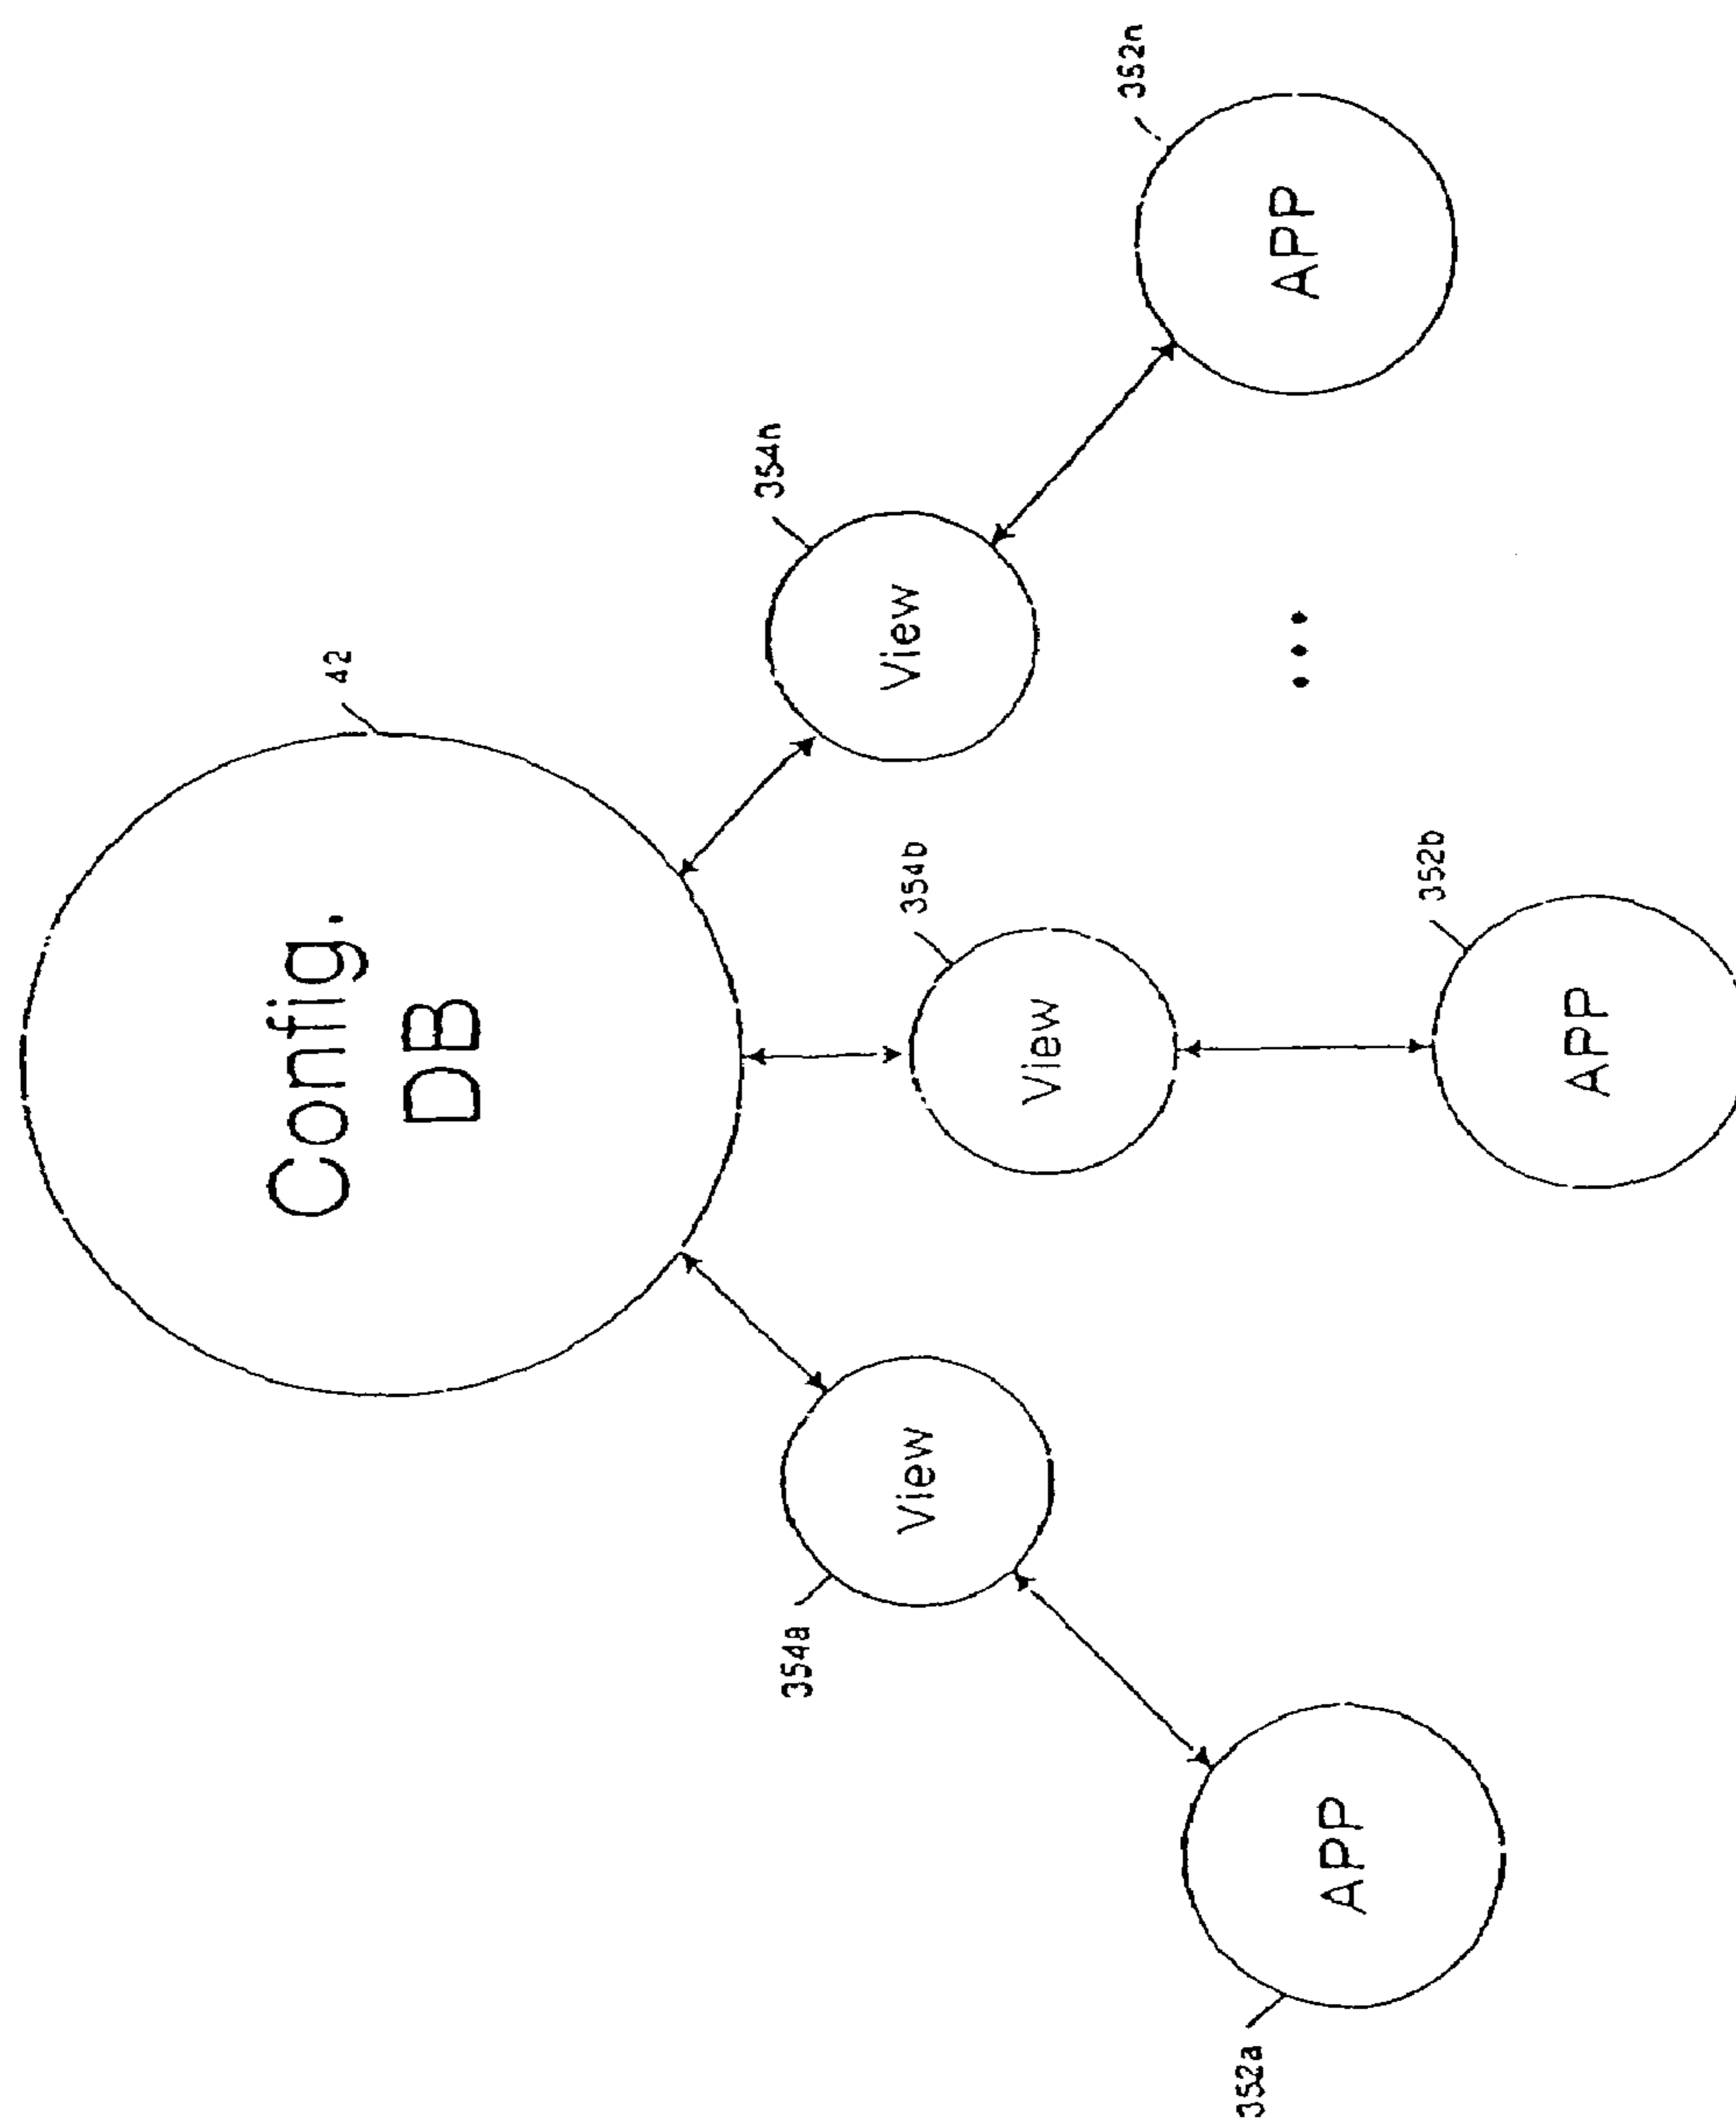 42
Config.
DB
354a
View
354b
View
354n
View
352a
APP
352b
APP
...
352n
APP